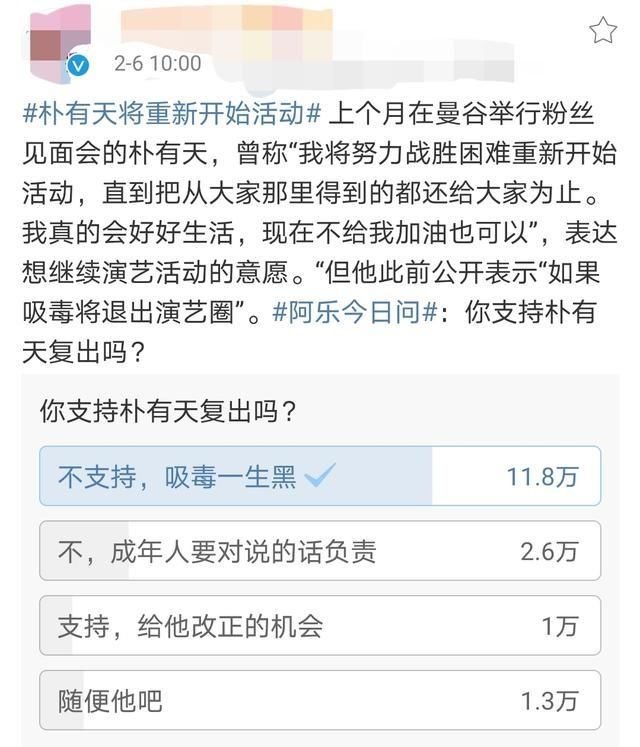 2-6 10:00
#朴有天将重新开始活动# 上个月在曼谷举行粉丝
见面会的朴有天，曾称“我将努力战胜困难重新开始
活动，直到把从大家那里得到的都还给大家为止。
我真的会好好生活，现在不给我加油也可以”，表达
想继续演艺活动的意愿。“但他此前公开表示“如果
吸毒将退出演艺圈”。#阿乐今日问#：你支持朴有
天复出吗？
你支持朴有天复出吗？
不支持，吸毒一生黑 11.8万
不，成年人要对说的话负责 2.6万
支持，给他改正的机会 1万
随便他吧 1.3万